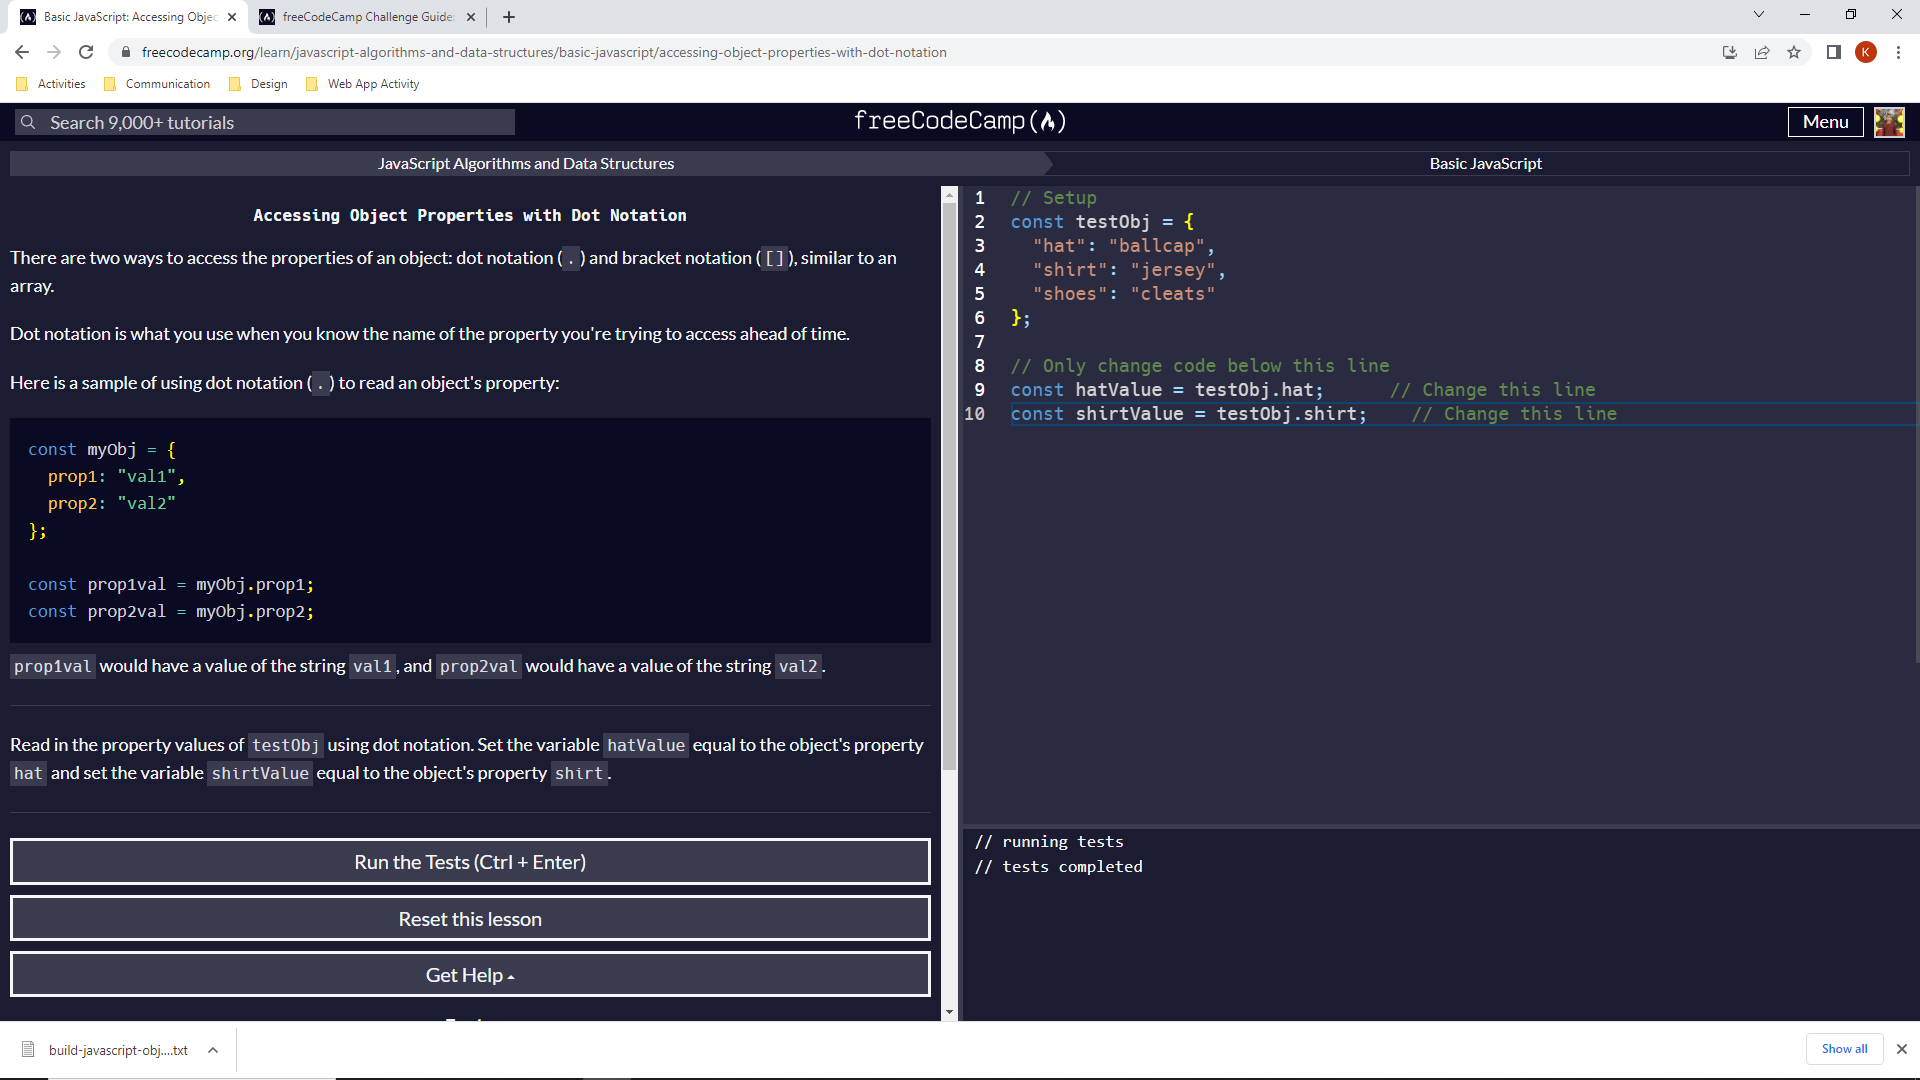 Basic JavaScript: Accessing Objec
freeCodeCamp Challenge Guide:
freecodecamp.org/learn/javascript-algorithms-and-data-structures/basic-javascript/accessing-object-properties-with-dot-notation
K
Activities
Communication
Design
Web App Activity
Search 9,000+ tutorials
freeCodeCamp
Menu
JavaScript Algorithms and Data Structures
Basic JavaScript
Accessing Object Properties with Dot Notation
There are two ways to access the properties of an object: dot notation (.) and bracket notation ([]), similar to an
array.
Dot notation is what you use when you know the name of the property you're trying to access ahead of time.
Here is a sample of using dot notation (.) to read an object's property:
const myObj = {
prop1: "val1",
prop2: "val2"
};
const prop1val = myObj.prop1;
const prop2val = myObj.prop2;
prop1val would have a value of the string val1, and prop2val would have a value of the string val2.
Read in the property values of testObj using dot notation. Set the variable hatValue equal to the object's property
hat and set the variable shirtValue equal to the object's property shirt.
Run the Tests (Ctrl + Enter)
Reset this lesson
Get Help
1 // Setup
2 const testObj = {
3 "hat": "ballcap",
4 "shirt": "jersey",
5 "shoes": "cleats"
6 };
7
8 // Only change code below this line
9 const hatValue = testObj.hat; // Change this line
10 const shirtValue = testObj.shirt; // Change this line
// running tests
// tests completed
build-javascript-obj....txt
Show all